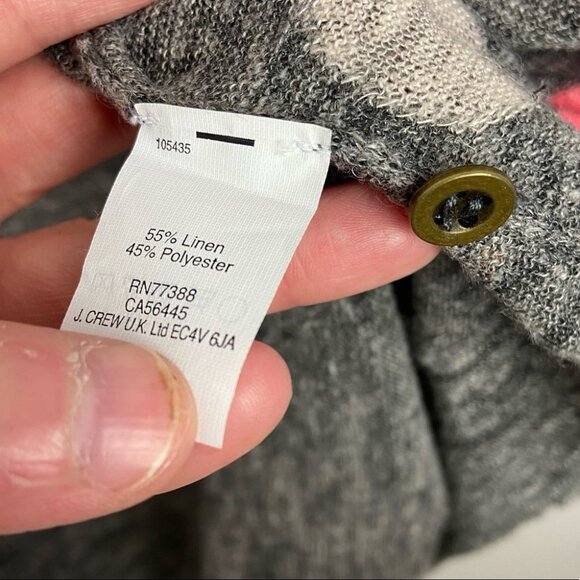 105435
55% Linen
45% Polyester
RN77388
CA56445
J. CREW U.K. Ltd EC4V 6JA